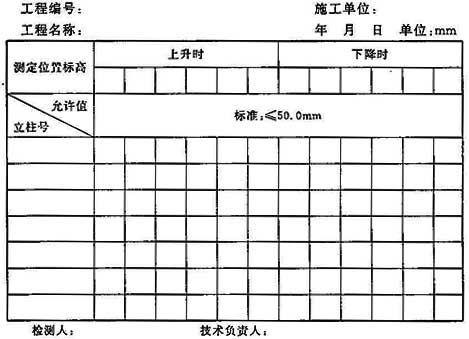 工程编号： 施工单位：
工程名称： 年 月 日 单位：mm
测定位置标高 上升时 下降时
允许值
立柱号 标准：≤50.0mm
检测人： 技术负责人：